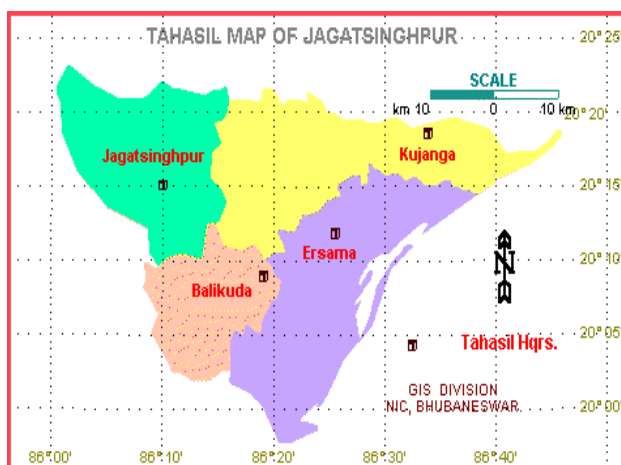 TAHASIL MAP OF JAGATSINGHPUR
20°25'
SCALE
km 10 0 10 km
20°20'
Kujanga
Jagatsinghpur
20°15'
N
Ersama
20°10'
Balikuda
20°05'
Tahasil Hqrs.
GIS DIVISION
NIC, BHUBANESWAR.
20°00'
86°00' 86°10' 86°20' 86°30' 86°40'